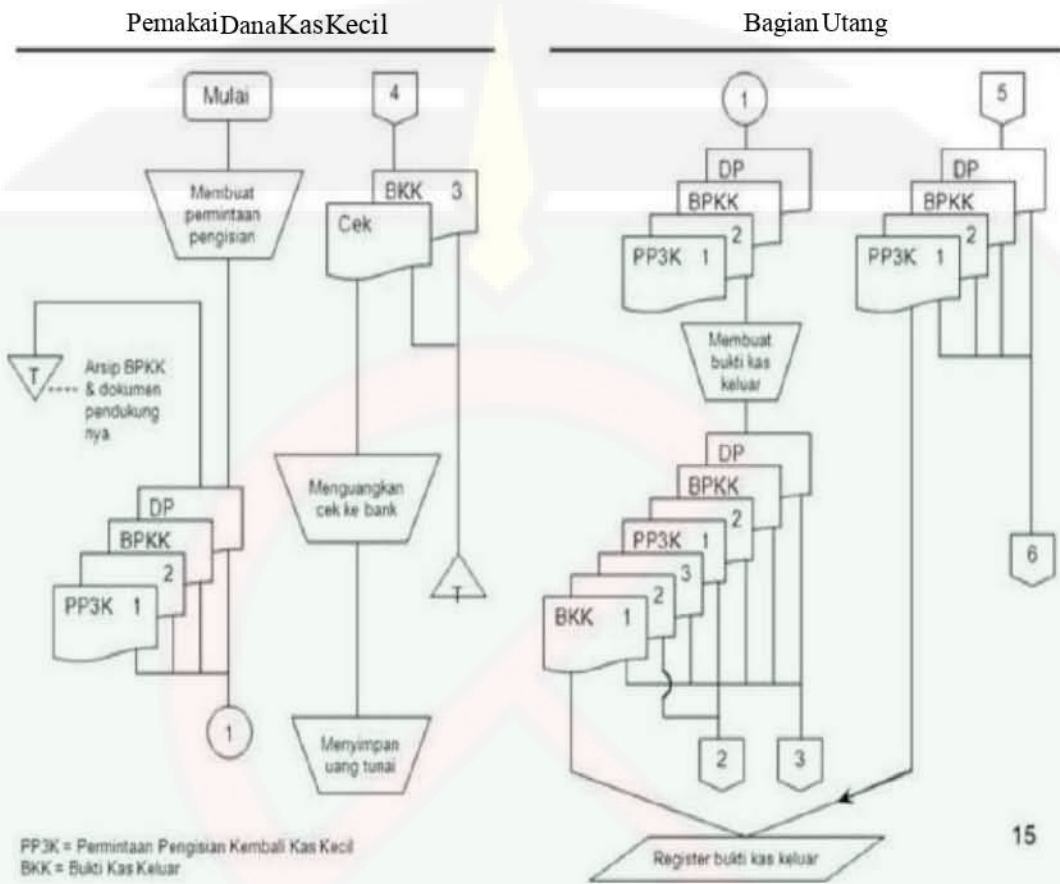 Pemakai Dana Kas Kecil
Mulai
Membuat
permintaan
pengisian
T
Arsip BPKK
& dokumen
pendukung
nya
DP
BPKK
2
PP3K 1
1
4
BKK 3
Cek
Menguangkan
cek ke bank
T
Menyimpan
uang tunai
Bagian Utang
1
DP
BPKK
2
PP3K 1
Membuat
bukti kas
keluar
DP
BPKK
2
PP3K 1
3
2
BKK 1
2
3
5
DP
BPKK
2
PP3K 1
6
Register bukti kas keluar
PP3K = Permintaan Pengisian Kembali Kas Kecil
BKK = Bukti Kas Keluar
15